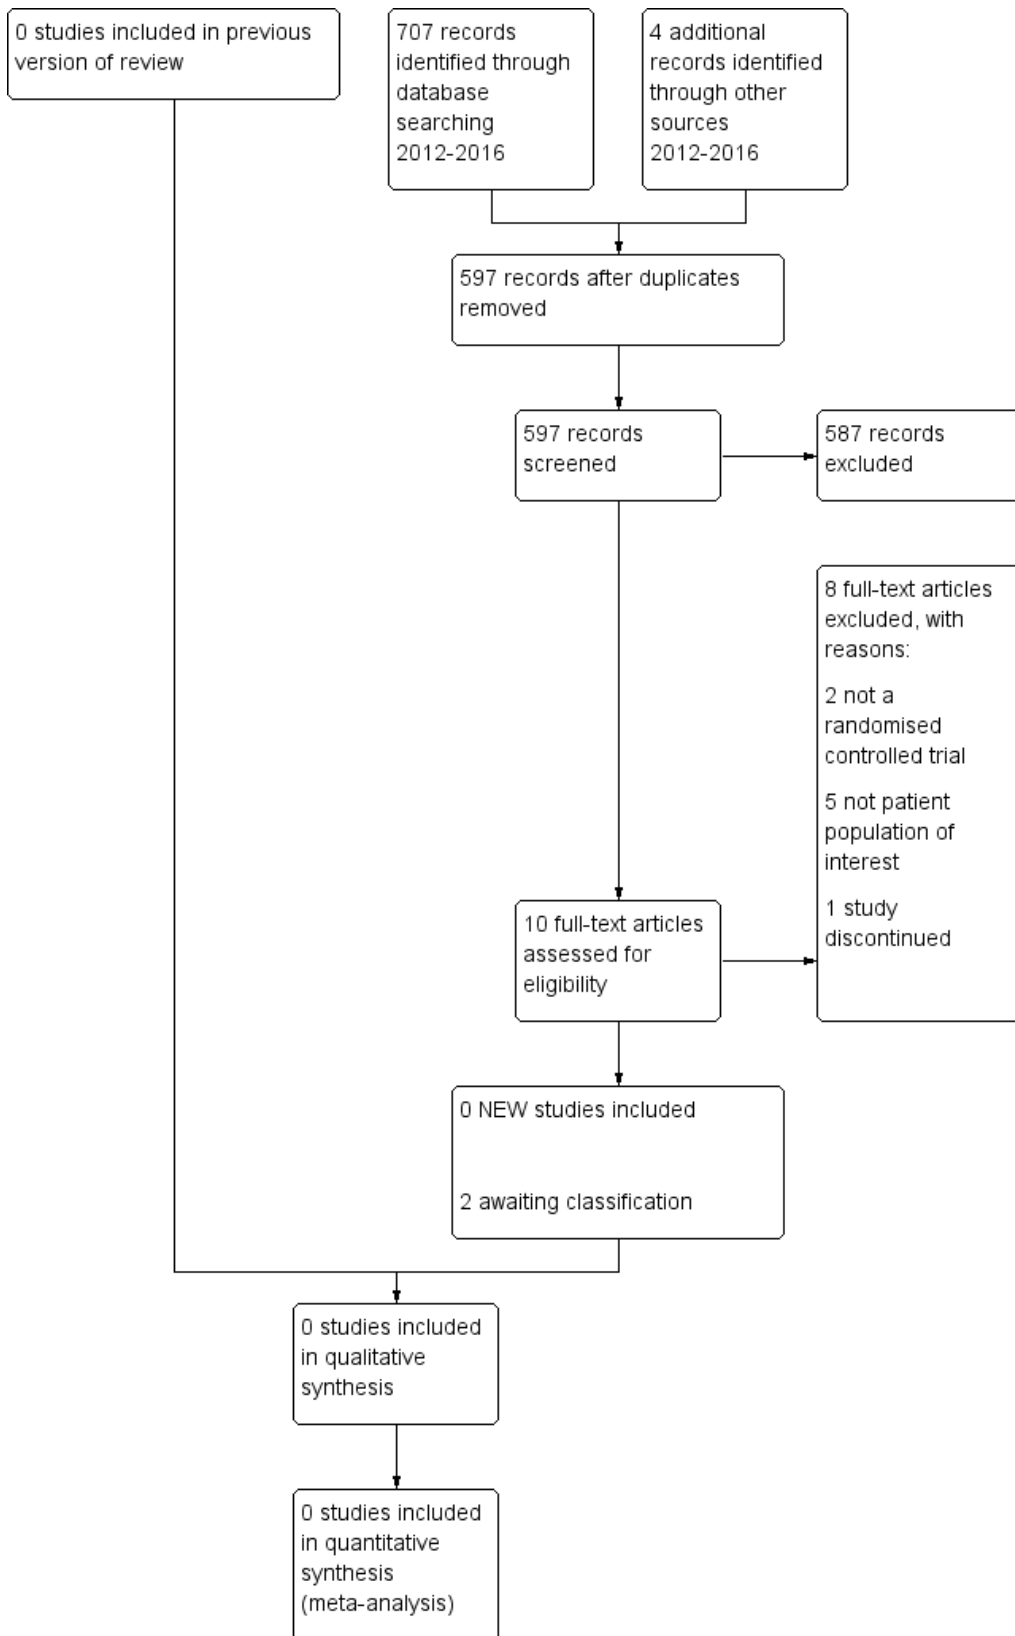 0 studies included in previous
version of review
707 records
identified through
database
searching
2012-2016
4 additional
records identified
through other
sources
2012-2016
597 records after duplicates
removed
597 records
screened
587 records
excluded
8 full-text articles
excluded, with
reasons:
2 not a
randomised
controlled trial
5 not patient
population of
interest
1 study
discontinued
10 full-text articles
assessed for
eligibility
0 NEW studies included
2 awaiting classification
0 studies included
in qualitative
synthesis
0 studies included
in quantitative
synthesis
(meta-analysis)